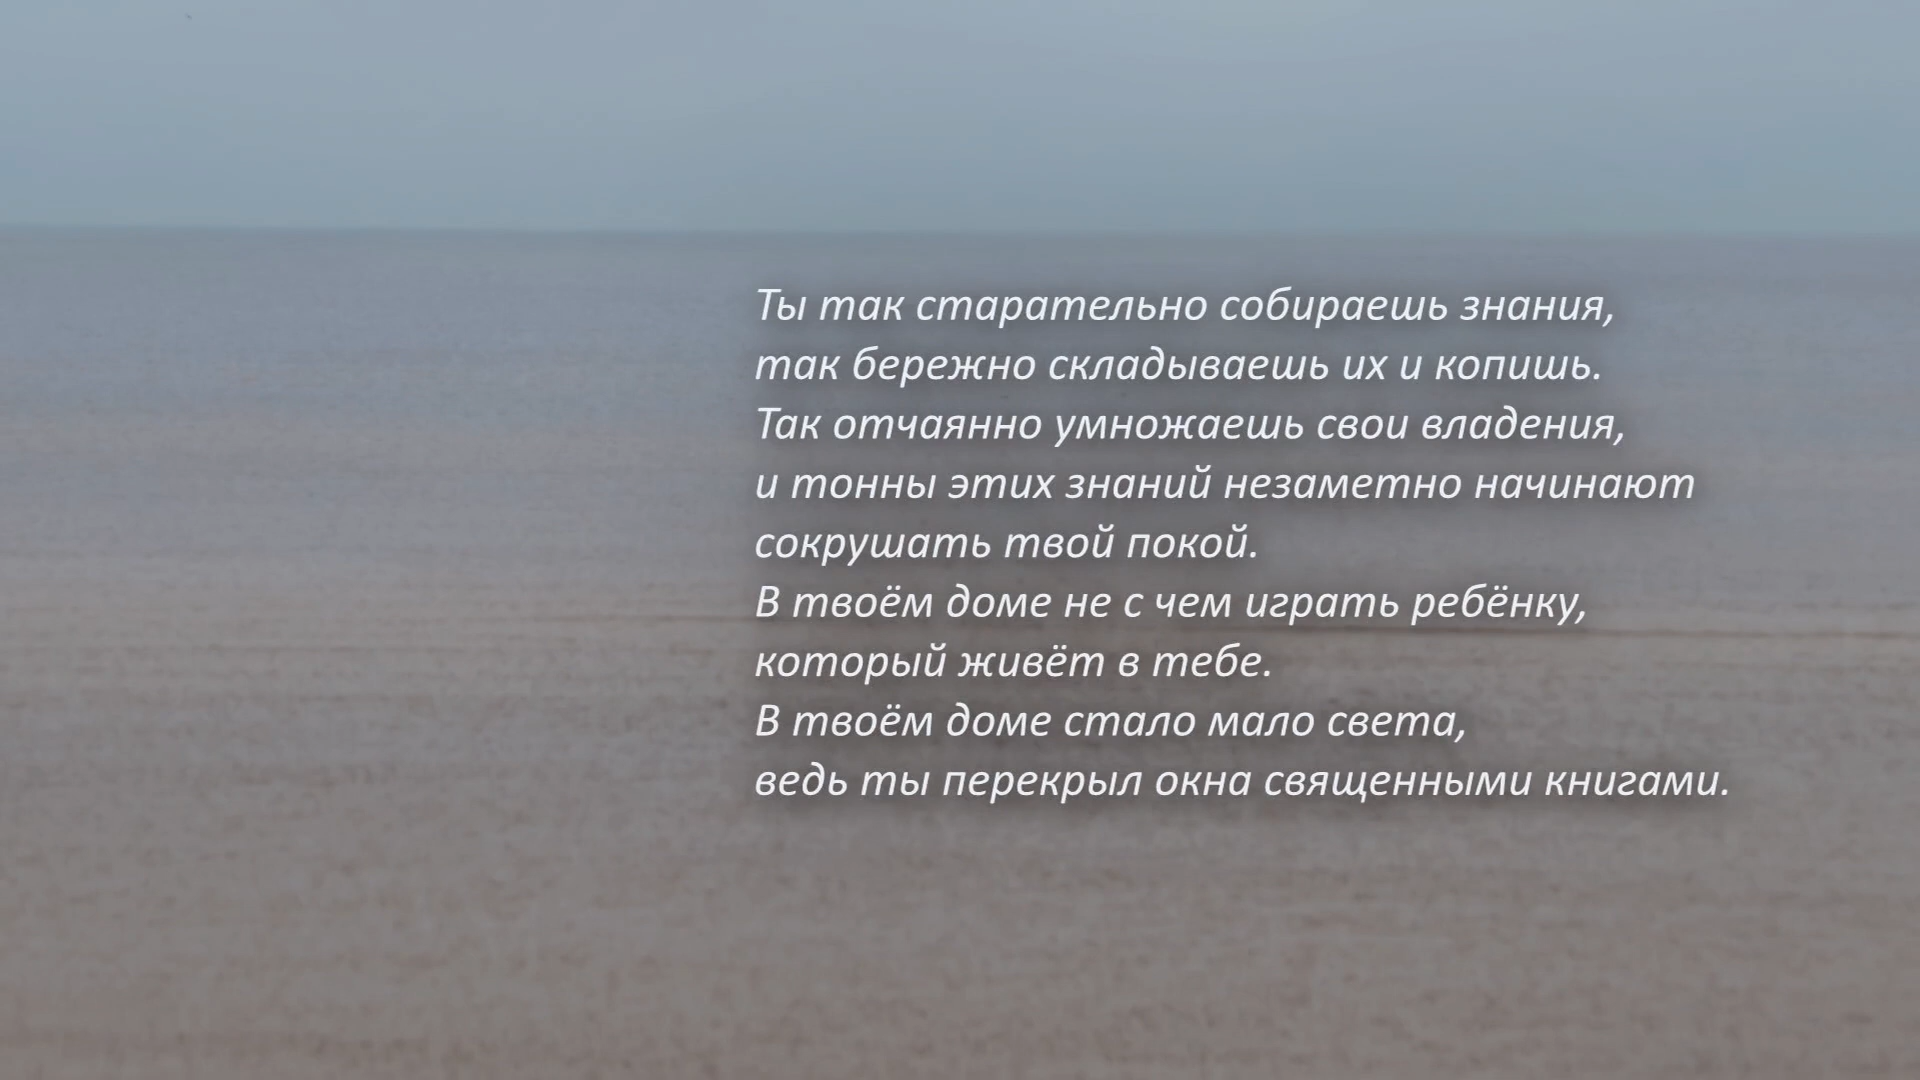 Ты так старательно собираешь знания,
так бережно складываешь их и копишь.
Так отчаянно умножаешь свои владения,
и тонны этих знаний незаметно начинают
сокрушать твой покой.
В твоём доме не с чем играть ребёнку,
который живёт в тебе.
В твоём доме стало мало света,
ведь ты перекрыл окна священными книгами.